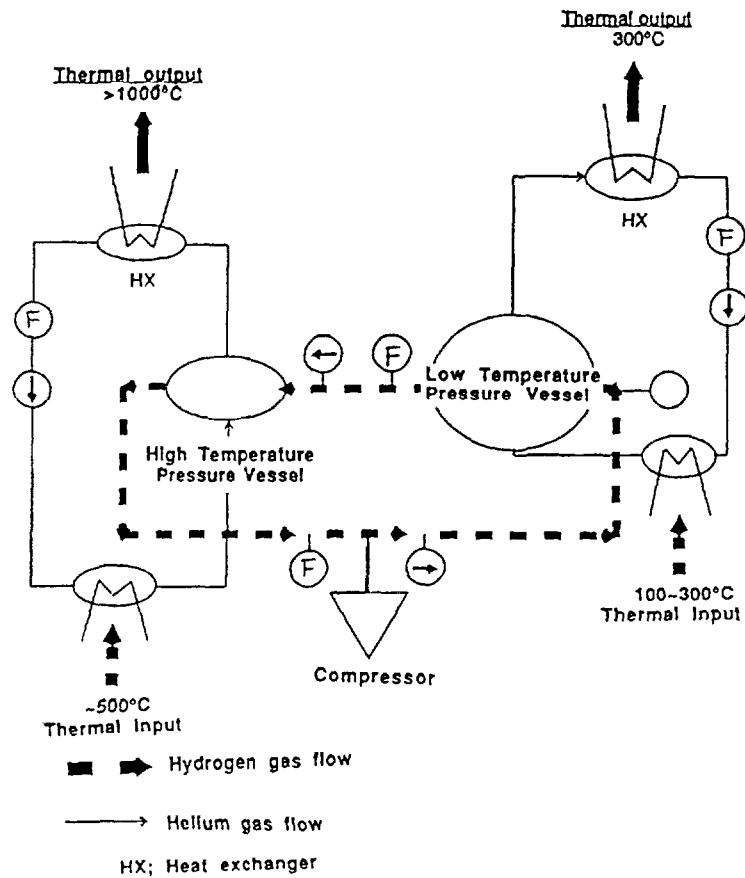 Thermal output
300°C
Thermal output
>1000°C
HX
HX
F
F
F
Low Temperature
Pressure Vessel
High Temperature
Pressure Vessel
F
100~300°C
Thermal Input
Compressor
~500°C
Thermal Input
Hydrogen gas flow
Helium gas flow
HX; Heat exchanger